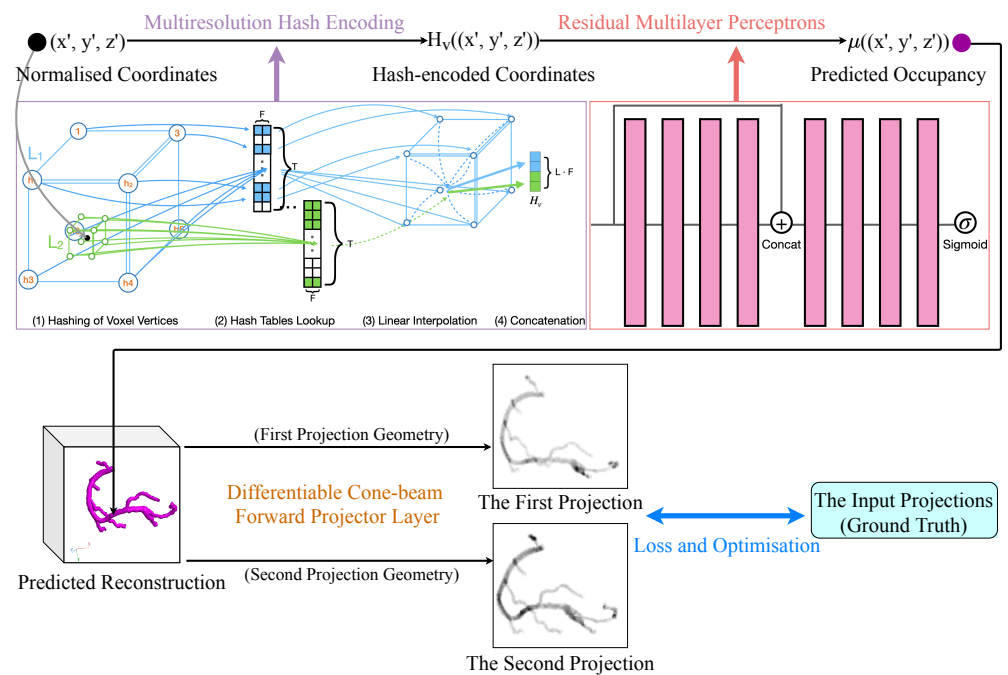 Multiresolution Hash Encoding
Residual Multilayer Perceptrons
(x', y', z')
H_v((x', y', z'))
μ((x', y', z'))
Normalised Coordinates
Hash-encoded Coordinates
Predicted Occupancy
L₁
1
3
h₂
h3
h4
L₂
F
T
L · F
H_v
T
F
Concat
+
σ
Sigmoid
(1) Hashing of Voxel Vertices
(2) Hash Tables Lookup
(3) Linear Interpolation
(4) Concatenation
(First Projection Geometry)
Differentiable Cone-beam
Forward Projector Layer
(Second Projection Geometry)
Predicted Reconstruction
The First Projection
The Second Projection
Loss and Optimisation
The Input Projections
(Ground Truth)